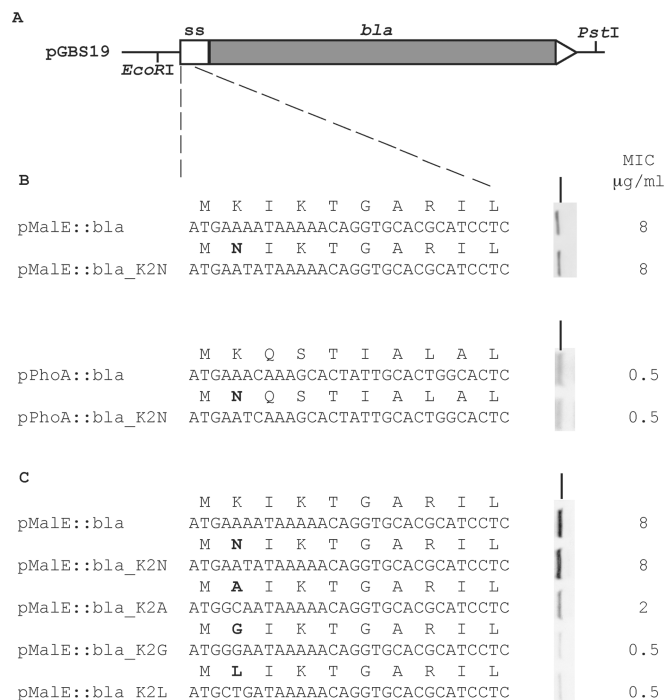 A
ss bla PstI
pGBS19
EcoRI
MIC
B µg/ml
M K I K T G A R I L
pMalE::bla ATGAAAATAAAAACAGGTGCACGCATCCTC 8
M N I K T G A R I L
pMalE::bla_K2N ATGAATATAAAAACAGGTGCACGCATCCTC 8
M K Q S T I A L A L
pPhoA::bla ATGAAACAAAGCACTATTGCACTGGCACTC 0.5
M N Q S T I A L A L
pPhoA::bla_K2N ATGAATCAAAGCACTATTGCACTGGCACTC 0.5
C
M K I K T G A R I L
pMalE::bla ATGAAAATAAAAACAGGTGCACGCATCCTC 8
M N I K T G A R I L
pMalE::bla_K2N ATGAATATAAAAACAGGTGCACGCATCCTC 8
M A I K T G A R I L
pMalE::bla_K2A ATGGCAATAAAAACAGGTGCACGCATCCTC 2
M G I K T G A R I L
pMalE::bla_K2G ATGGGAATAAAAACAGGTGCACGCATCCTC 0.5
M L I K T G A R I L
pMalE::bla_K2L ATGCTGATAAAAACAGGTGCACGCATCCTC 0.5